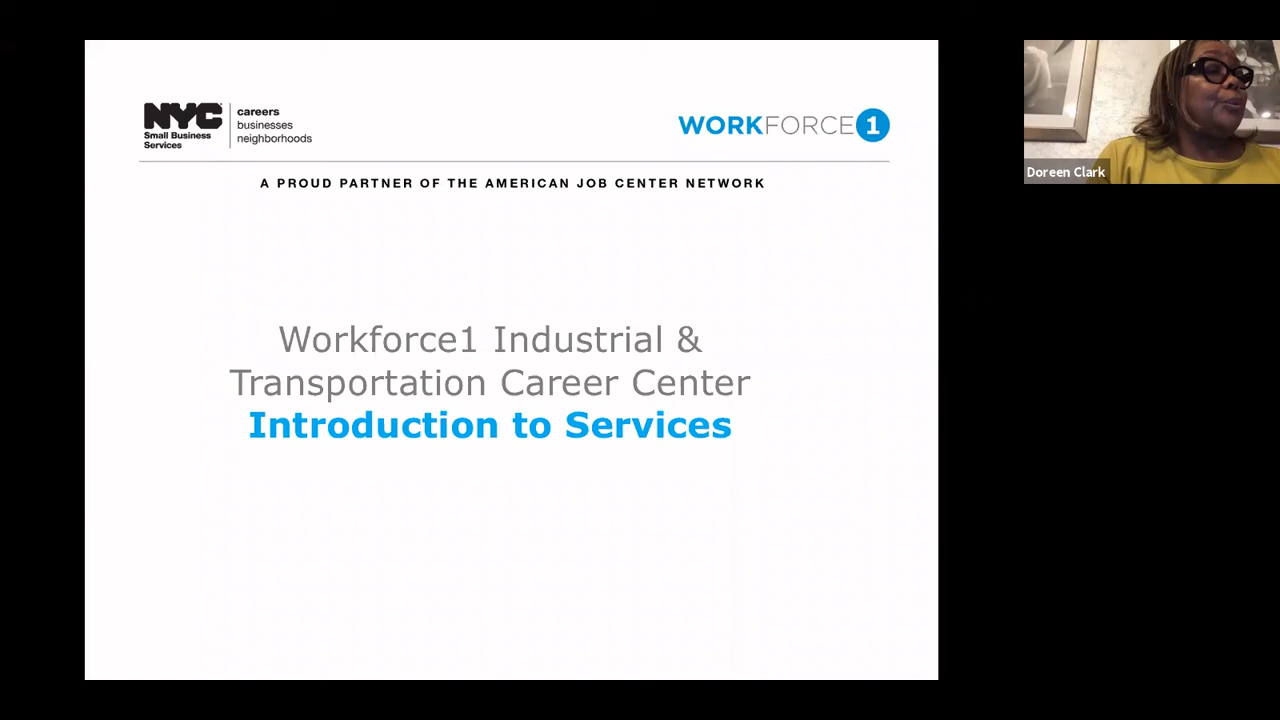 NYC
Small Business
Services
careers
businesses
neighborhoods
WORKFORCE1
A PROUD PARTNER OF THE AMERICAN JOB CENTER NETWORK
Workforce1 Industrial &
Transportation Career Center
Introduction to Services
Doreen Clark